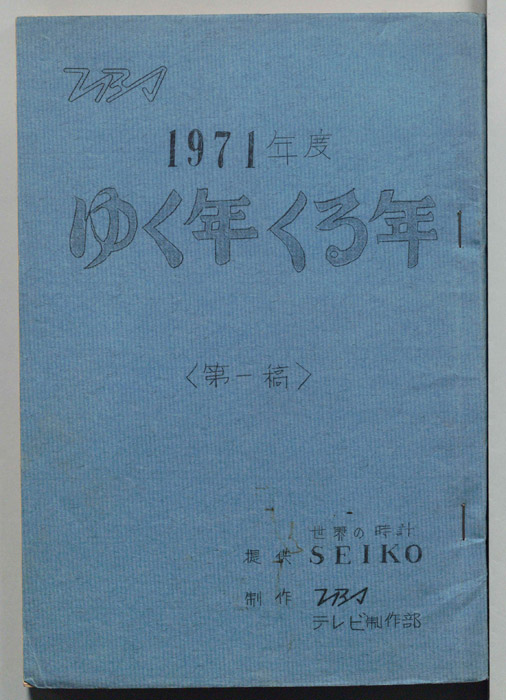 TBS
1971年度
ゆく年くる年
〈第一稿〉
世界の時計
提供 SEIKO
制作 TBS
テレビ制作部